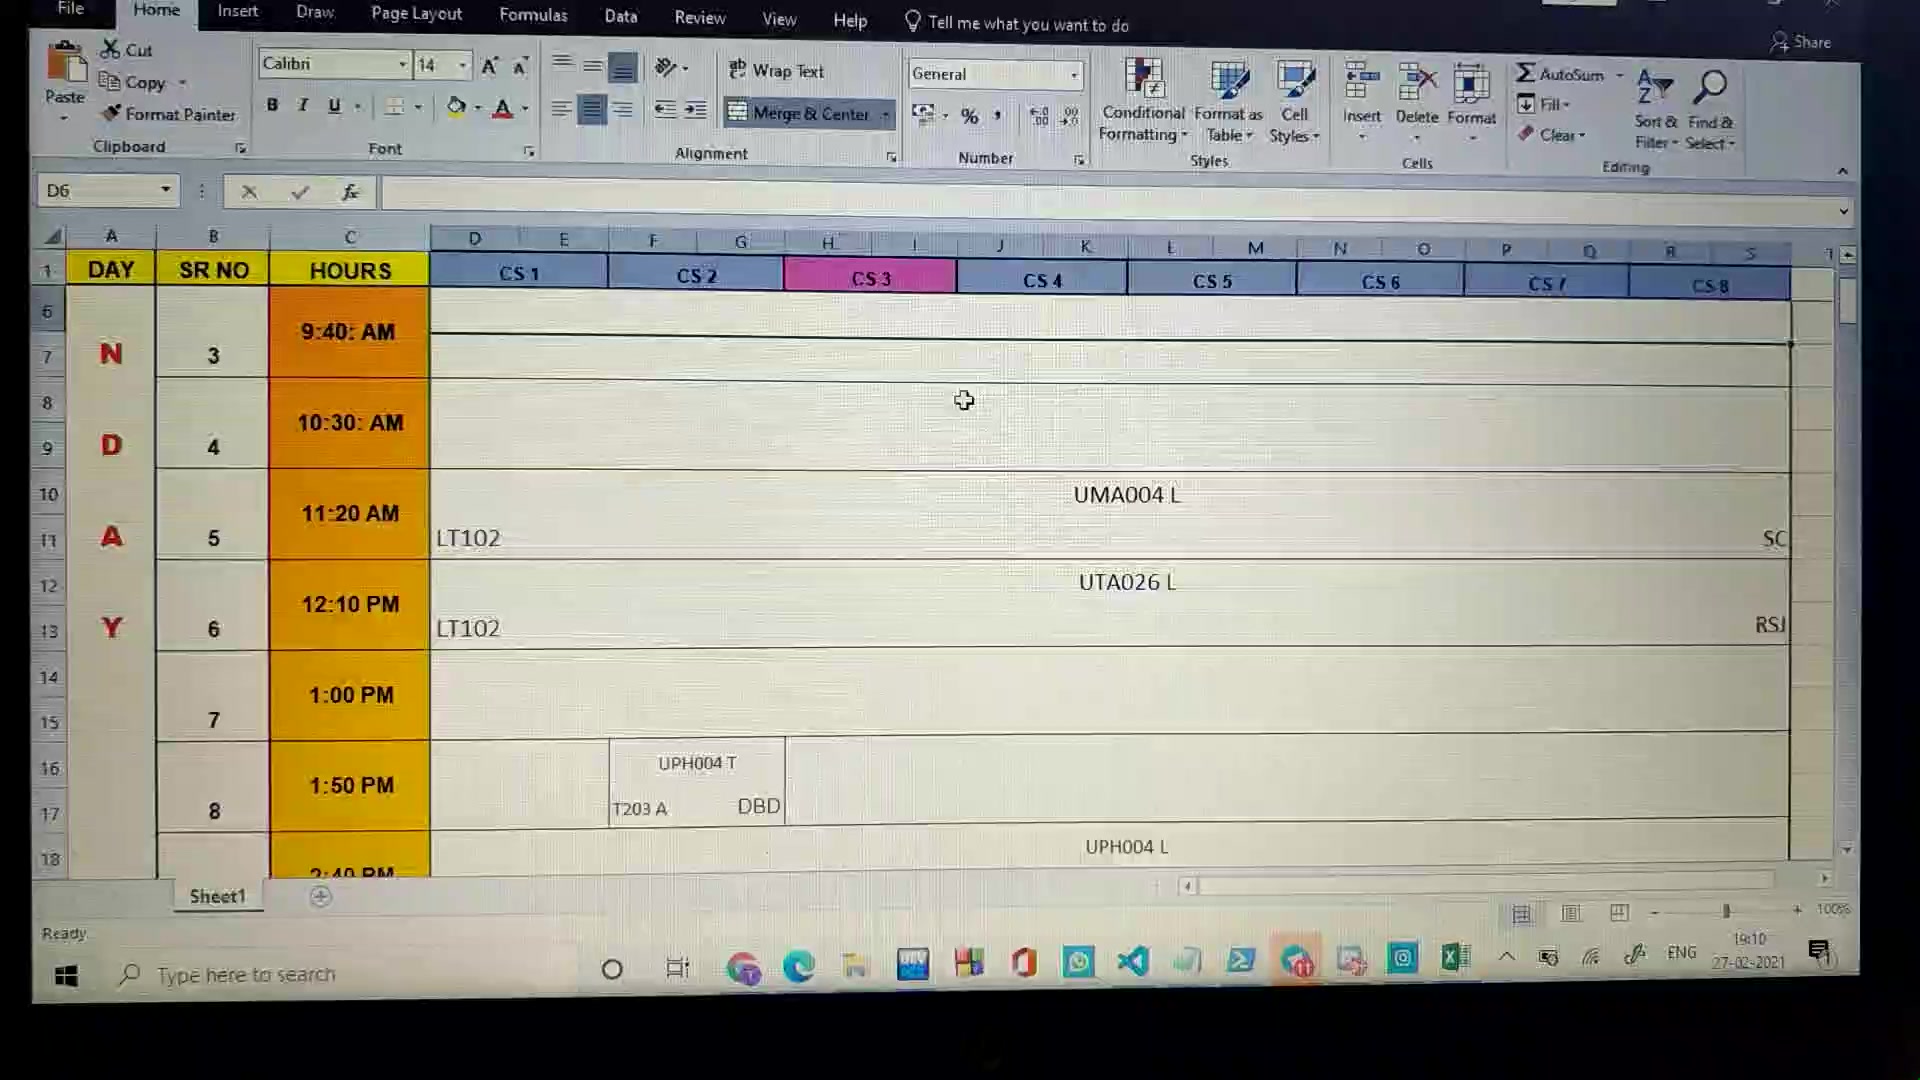 File Home Insert Draw Page Layout Formulas Data Review View Help Tell me what you want to do
Share
Cut
Copy
Format Painter
Paste
Clipboard
Calibri 14
B I U
Font
Wrap Text
Merge & Center
Alignment
General
%
Number
Conditional Formatting
Format as Table
Cell Styles
Styles
Insert Delete Format
Cells
AutoSum
Fill
Clear
Sort & Filter
Find & Select
Editing
D6
fx
A B C D E F G H I J K L M N O P Q R S
1 DAY SR NO HOURS CS 1 CS 2 CS 3 CS 4 CS 5 CS 6 CS 7 CS 8
6
9:40: AM
7 N 3
8
10:30: AM
9 D 4
10 UMA004 L
11:20 AM
11 A 5 LT102 SC
12 UTA026 L
12:10 PM
13 Y 6 LT102 RSJ
14
1:00 PM
15 7
16 UPH004 T
1:50 PM
17 8 T203 A DBD
18 UPH004 L
2:40 PM
Sheet1
Ready
100%
Type here to search
ENG
19:10
27-02-2021